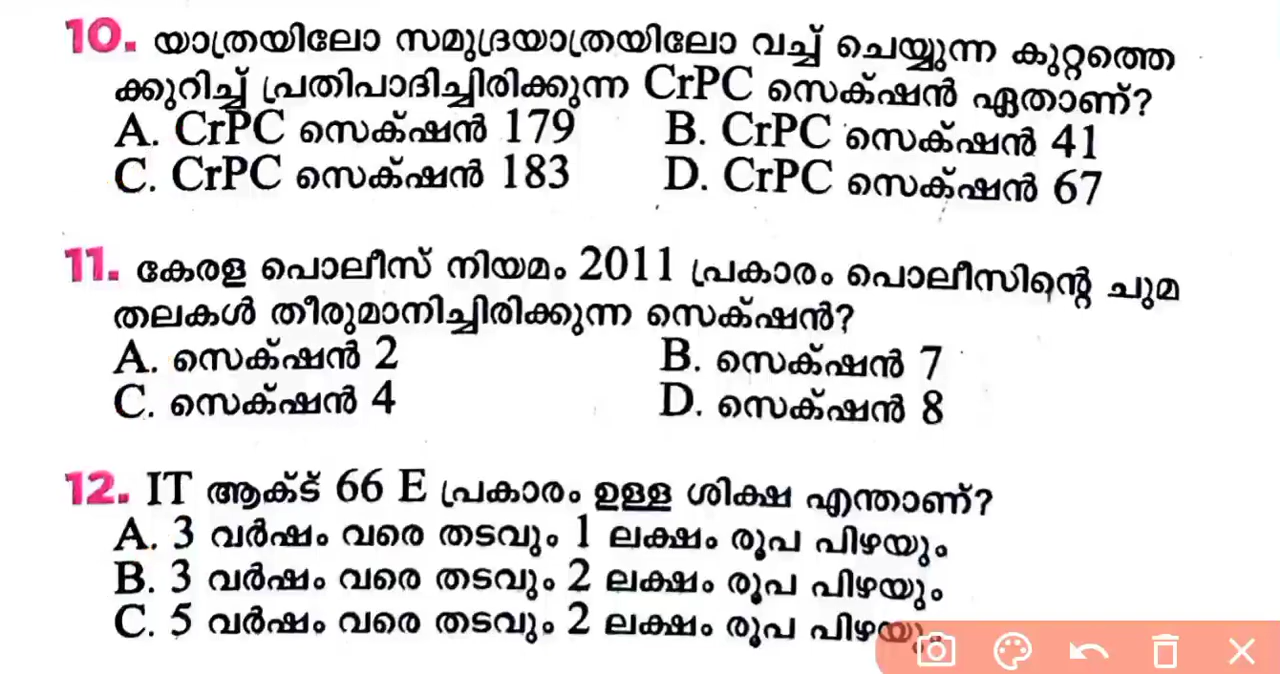 10. യാത്രയിലോ സമുദ്രയാത്രയിലോ വച്ച് ചെയ്യുന്ന കുറ്റത്തെ
ക്കുറിച്ച് പ്രതിപാദിച്ചിരിക്കുന്ന CrPC സെക്ഷൻ ഏതാണ്?
A. CrPC സെക്ഷൻ 179 B. CrPC സെക്ഷൻ 41
C. CrPC സെക്ഷൻ 183 D. CrPC സെക്ഷൻ 67
11. കേരള പൊലീസ് നിയമം 2011 പ്രകാരം പൊലീസിന്റെ ചുമ
തലകൾ തീരുമാനിച്ചിരിക്കുന്ന സെക്ഷൻ?
A. സെക്ഷൻ 2 B. സെക്ഷൻ 7
C. സെക്ഷൻ 4 D. സെക്ഷൻ 8
12. IT ആക്ട് 66 E പ്രകാരം ഉള്ള ശിക്ഷ എന്താണ്?
A. 3 വർഷം വരെ തടവും 1 ലക്ഷം രൂപ പിഴയും
B. 3 വർഷം വരെ തടവും 2 ലക്ഷം രൂപ പിഴയും
C. 5 വർഷം വരെ തടവും 2 ലക്ഷം രൂപ പിഴയും